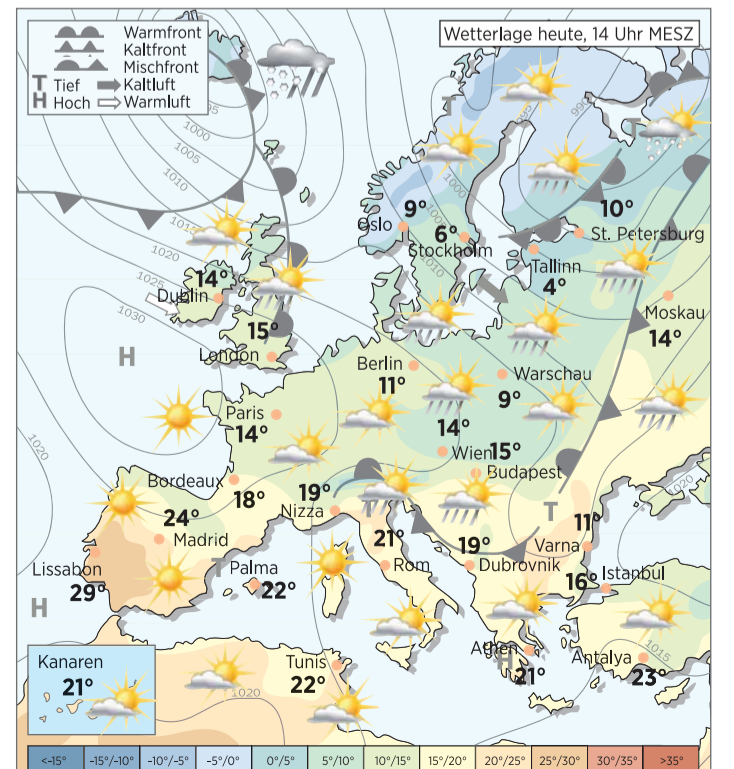 Warmfront
Kaltfront
Mischfront
T Tief Kaltluft
H Hoch Warmluft
Wetterlage heute, 14 Uhr MESZ
1000
1005
1010
1015
1020
1025
1030
990
995
1000
1005
1010
T
T
9°
Oslo
6°
Stockholm
10°
St. Petersburg
Tallinn
4°
14°
Dublin
Moskau
14°
15°
London
H
Berlin
11°
Warschau
9°
Paris
14°
14°
Wien
15°
Budapest
1020
1020
Bordeaux
18°
19°
Nizza
T
T
24°
Madrid
21°
Rom
19°
Dubrovnik
11°
Varna
Lissabon
29°
T
Palma
22°
16°
Istanbul
H
Athen
H
21°
Antalya
23°
1015
Kanaren
21°
Tunis
22°
1020
<-15° -15°/-10° -10°/-5° -5°/0° 0°/5° 5°/10° 10°/15° 15°/20° 20°/25° 25°/30° 30°/35° >35°